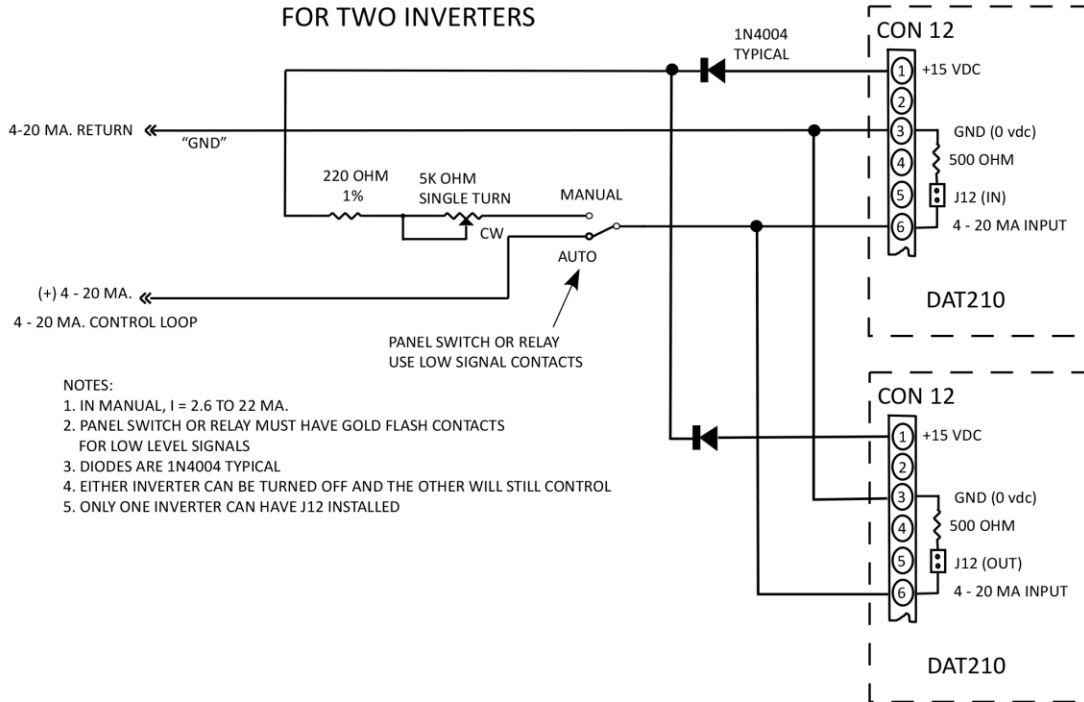 FOR TWO INVERTERS
1N4004
TYPICAL
CON 12
1
+15 VDC
2
4-20 MA. RETURN
"GND"
3
GND (0 vdc)
4
500 OHM
220 OHM
1%
5K OHM
SINGLE TURN
MANUAL
5
J12 (IN)
CW
6
4 - 20 MA INPUT
AUTO
(+) 4 - 20 MA.
4 - 20 MA. CONTROL LOOP
DAT210
PANEL SWITCH OR RELAY
USE LOW SIGNAL CONTACTS
NOTES:
1. IN MANUAL, I = 2.6 TO 22 MA.
2. PANEL SWITCH OR RELAY MUST HAVE GOLD FLASH CONTACTS
FOR LOW LEVEL SIGNALS
3. DIODES ARE 1N4004 TYPICAL
4. EITHER INVERTER CAN BE TURNED OFF AND THE OTHER WILL STILL CONTROL
5. ONLY ONE INVERTER CAN HAVE J12 INSTALLED
CON 12
1
+15 VDC
2
3
GND (0 vdc)
4
500 OHM
5
J12 (OUT)
6
4 - 20 MA INPUT
DAT210